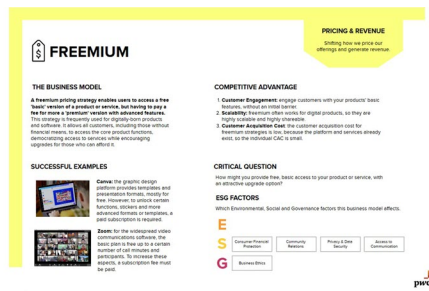 PRICING & REVENUE
Shifting how we price our
offerings and generate revenue.
FREEMIUM
THE BUSINESS MODEL
A freemium pricing strategy enables users to access a free
'basic' version of a product or service, but having to pay a
fee for more a 'premium' version with advanced features.
This strategy is frequently used for digitally-born products
and software. It allows all customers, including those without
financial means, to access the core product functions,
democratizing access to services while encouraging
upgrades for those who can afford it.
COMPETITIVE ADVANTAGE
1. Customer Engagement: engage customers with your products' basic
features, without an initial barrier.
2. Scalability: freemium often works for digital products, so they are
highly scalable and highly shareable.
3. Customer Acquisition Cost: the customer acquisition cost for
freemium strategies is low, because the platform and services already
exist, so the individual CAC is small.
SUCCESSFUL EXAMPLES
Canva: the graphic design
platform provides templates and
presentation formats, mostly for
free. However, to unlock certain
functions, stickers and more
advanced formats or templates, a
paid subscription is required.
Zoom: for the widespread video
communications software, the
basic plan is free up to a certain
number of call minutes and
participants. To increase these
aspects, a subscription fee must
be paid.
CRITICAL QUESTION
How might you provide free, basic access to your product or service, with
an attractive upgrade option?
ESG FACTORS
Which Environmental, Social and Governance factors this business model affects.
E
S
Consumer Financial
Protection
Community
Relations
Privacy & Data
Security
Access to
Communication
G
Business Ethics
pwc